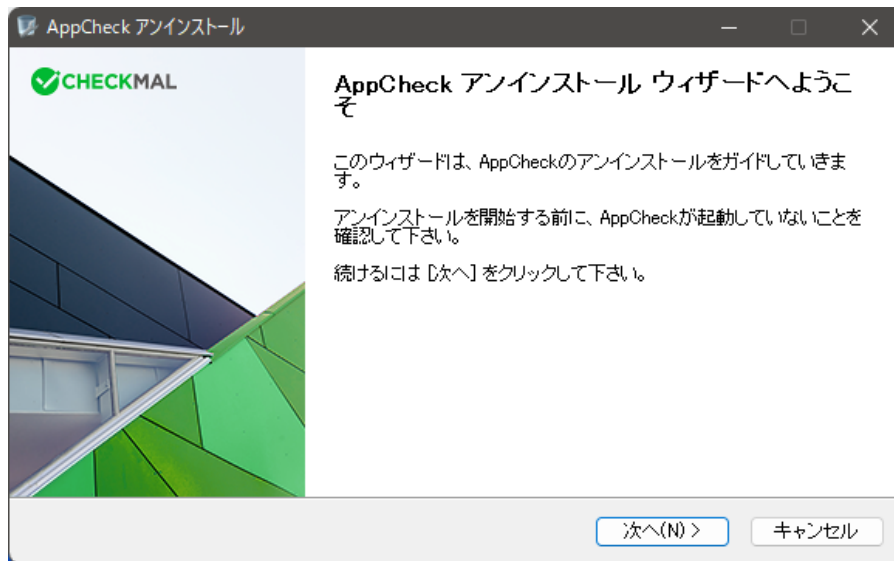 AppCheck アンインストール
CHECKMAL
AppCheck アンインストール ウィザードへようこ
そ
このウィザードは、AppCheckのアンインストールをガイドしていきま
す。
アンインストールを開始する前に、AppCheckが起動していないことを
確認して下さい。
続けるには [次へ] をクリックして下さい。
次へ(N) >
キャンセル